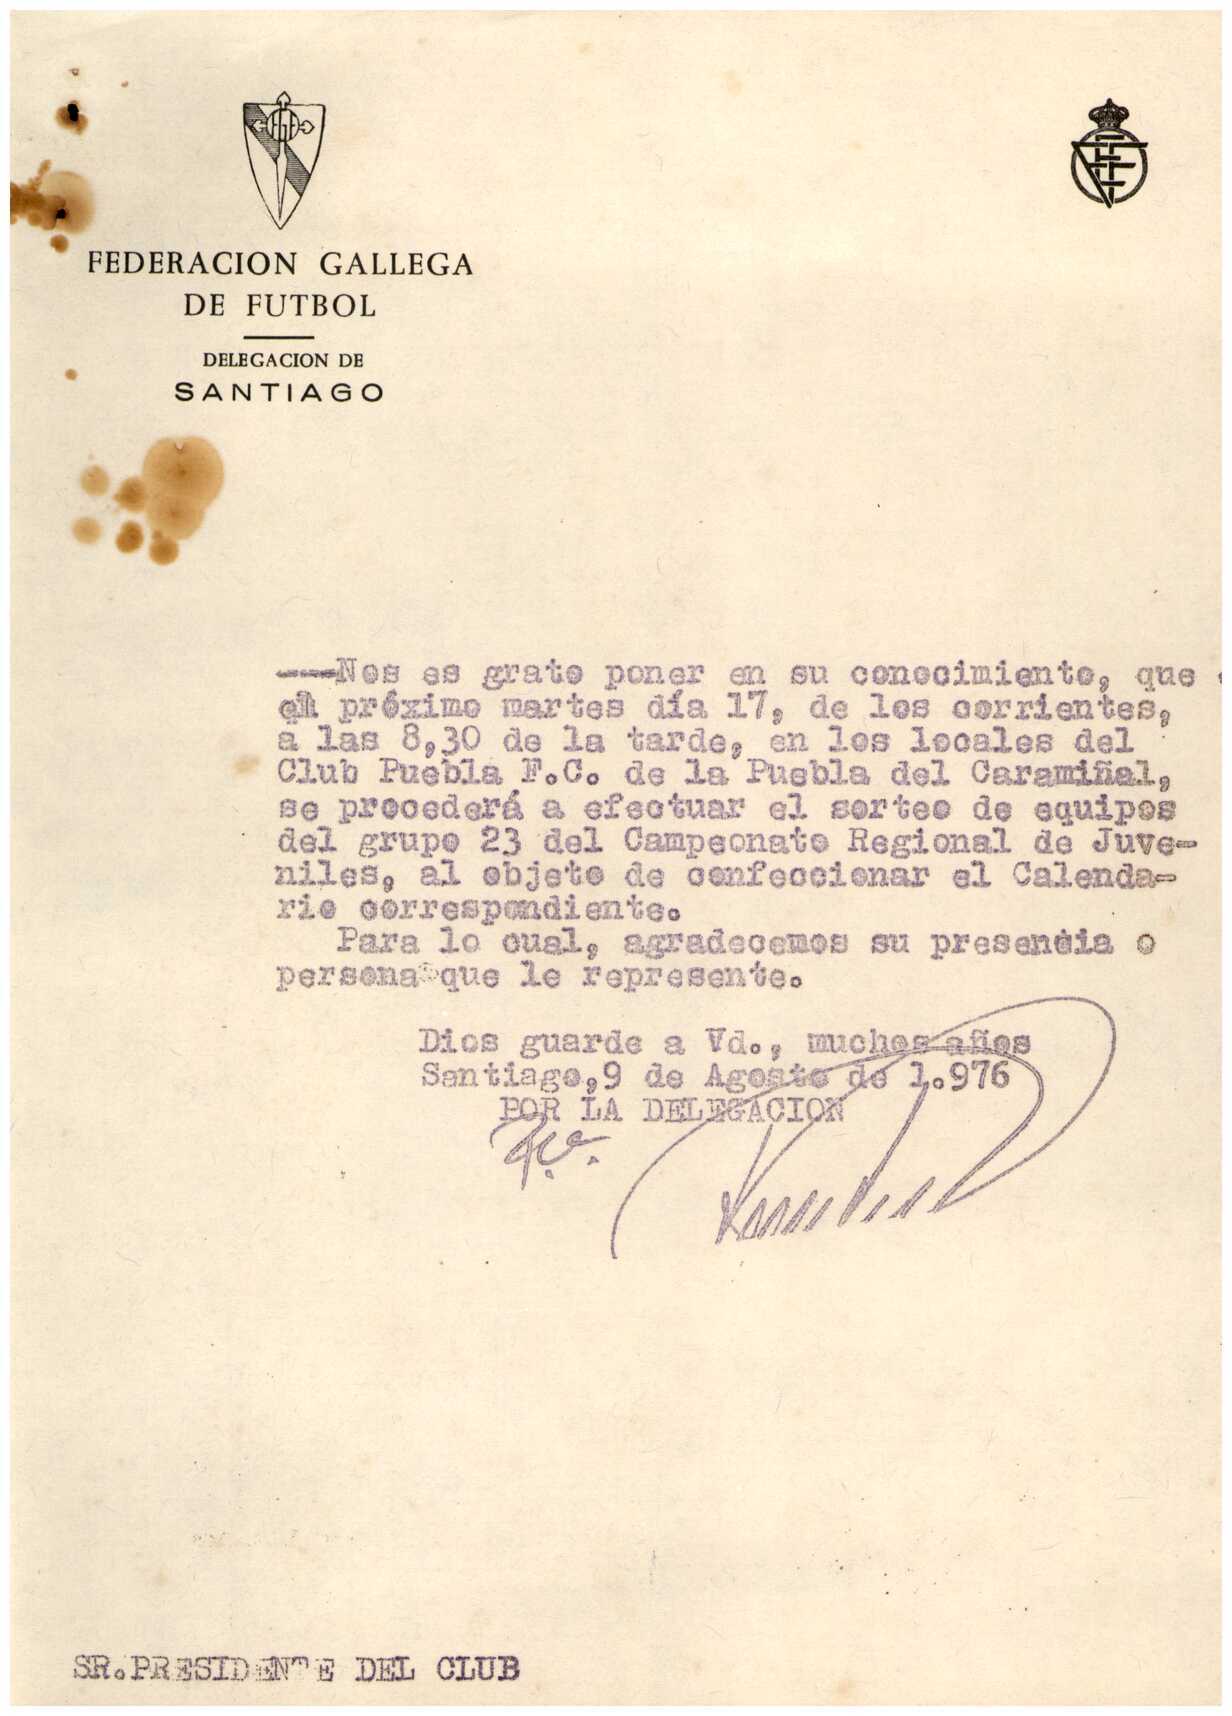 FEDERACION GALLEGA
DE FUTBOL
DELEGACION DE
SANTIAGO
---Nos es grato poner en su conocimiento, que
en próximo martes día 17, de los corrientes,
a las 8,30 de la tarde, en los locales del
Club Puebla F.C. de la Puebla del Caramiñal,
se procederá a efectuar el sorteo de equipos
del grupo 23 del Campeonato Regional de Juve-
niles, al objeto de confeccionar el Calenda-
rio correspondiente.
Para lo cual, agradecemos su presencia o
persona que le represente.
Dios guarde a Vd., muchos años
Santiago,9 de Agosto de 1.976
POR LA DELEGACION
SR.PRESIDENTE DEL CLUB